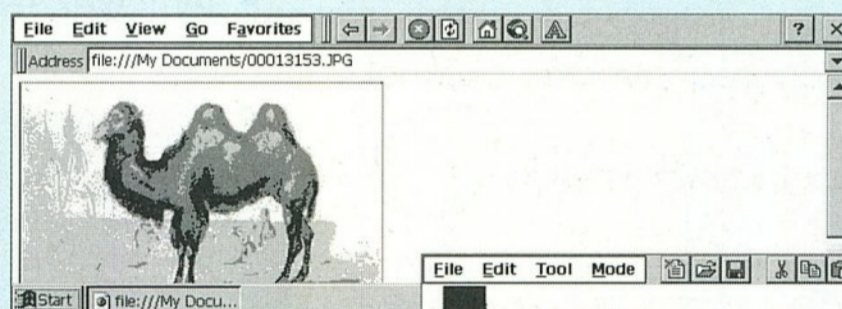 File Edit View Go Favorites ?
Address file:///My Documents/00013153.JPG
File Edit Tool Mode
Start file:///My Docu...